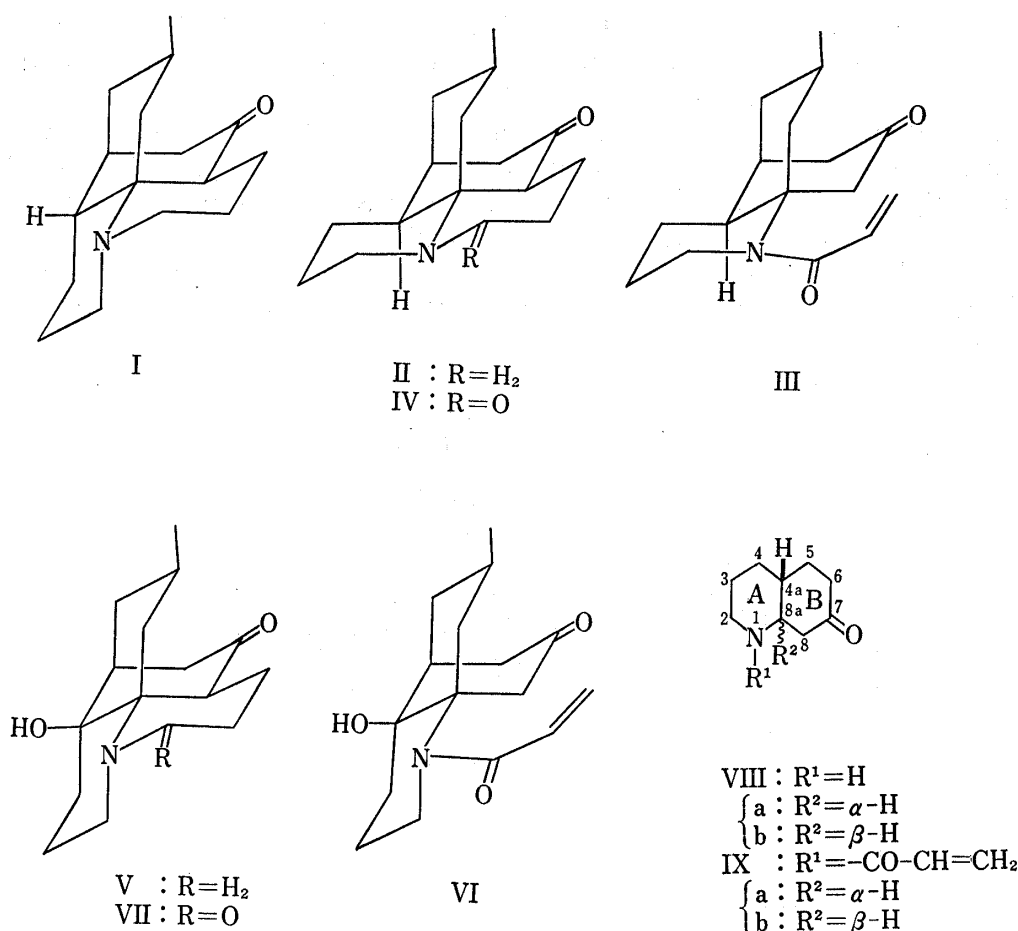 O
H
N
I
O
N
R
H
II : R=H₂
IV : R=O
O
N
H
O
III
O
HO
N
R
V : R=H₂
VII : R=O
O
HO
N
O
VI
H
4
5
3
6
A
4a
B
7
2
1
8a
8
N
R²
O
R¹
VIII : R¹=H
a : R²=α-H
b : R²=β-H
IX : R¹=-CO-CH=CH₂
a : R²=α-H
b : R²=β-H